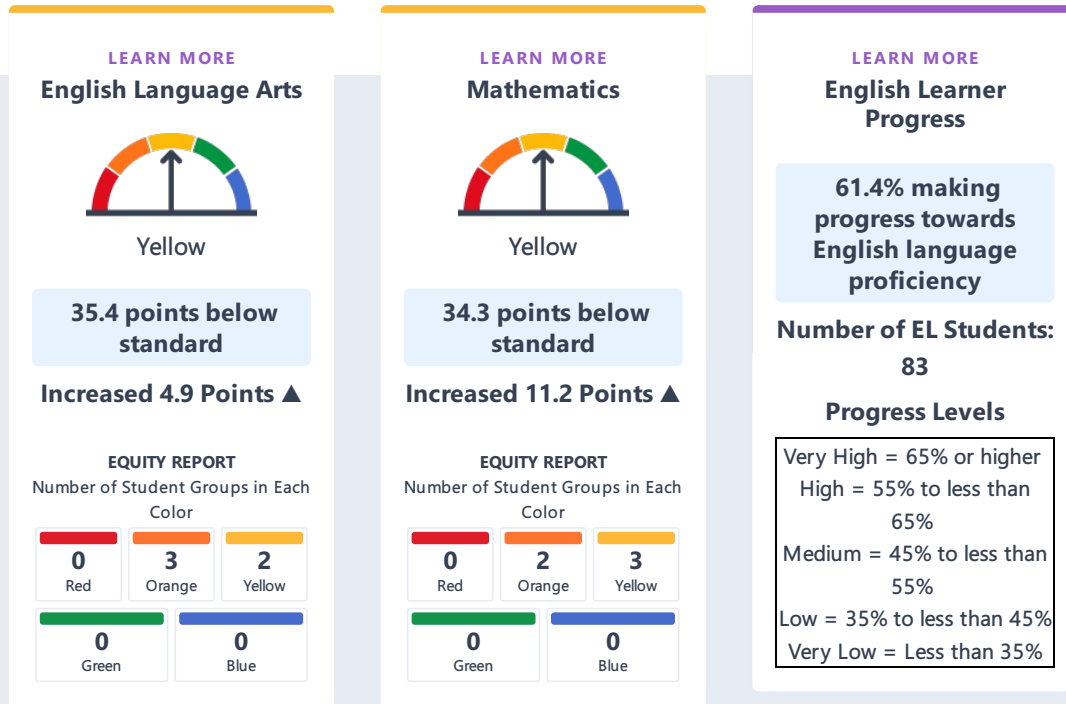 LEARN MORE
English Language Arts
Yellow
35.4 points below
standard
Increased 4.9 Points ▲
EQUITY REPORT
Number of Student Groups in Each
Color
0
Red
3
Orange
2
Yellow
0
Green
0
Blue
LEARN MORE
Mathematics
Yellow
34.3 points below
standard
Increased 11.2 Points ▲
EQUITY REPORT
Number of Student Groups in Each
Color
0
Red
2
Orange
3
Yellow
0
Green
0
Blue
LEARN MORE
English Learner
Progress
61.4% making
progress towards
English language
proficiency
Number of EL Students:
83
Progress Levels
Very High = 65% or higher
High = 55% to less than
65%
Medium = 45% to less than
55%
Low = 35% to less than 45%
Very Low = Less than 35%